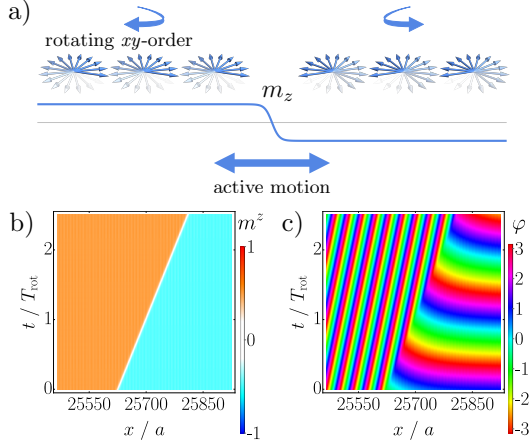 a)
rotating xy-order
m_z
active motion
b)
m^z
c)
φ
t / T_rot
2
1
0
25550 25700 25850
x / a
1
0
-1
25550 25700 25850
x / a
t / T_rot
2
1
0
3
2
1
0
-1
-2
-3